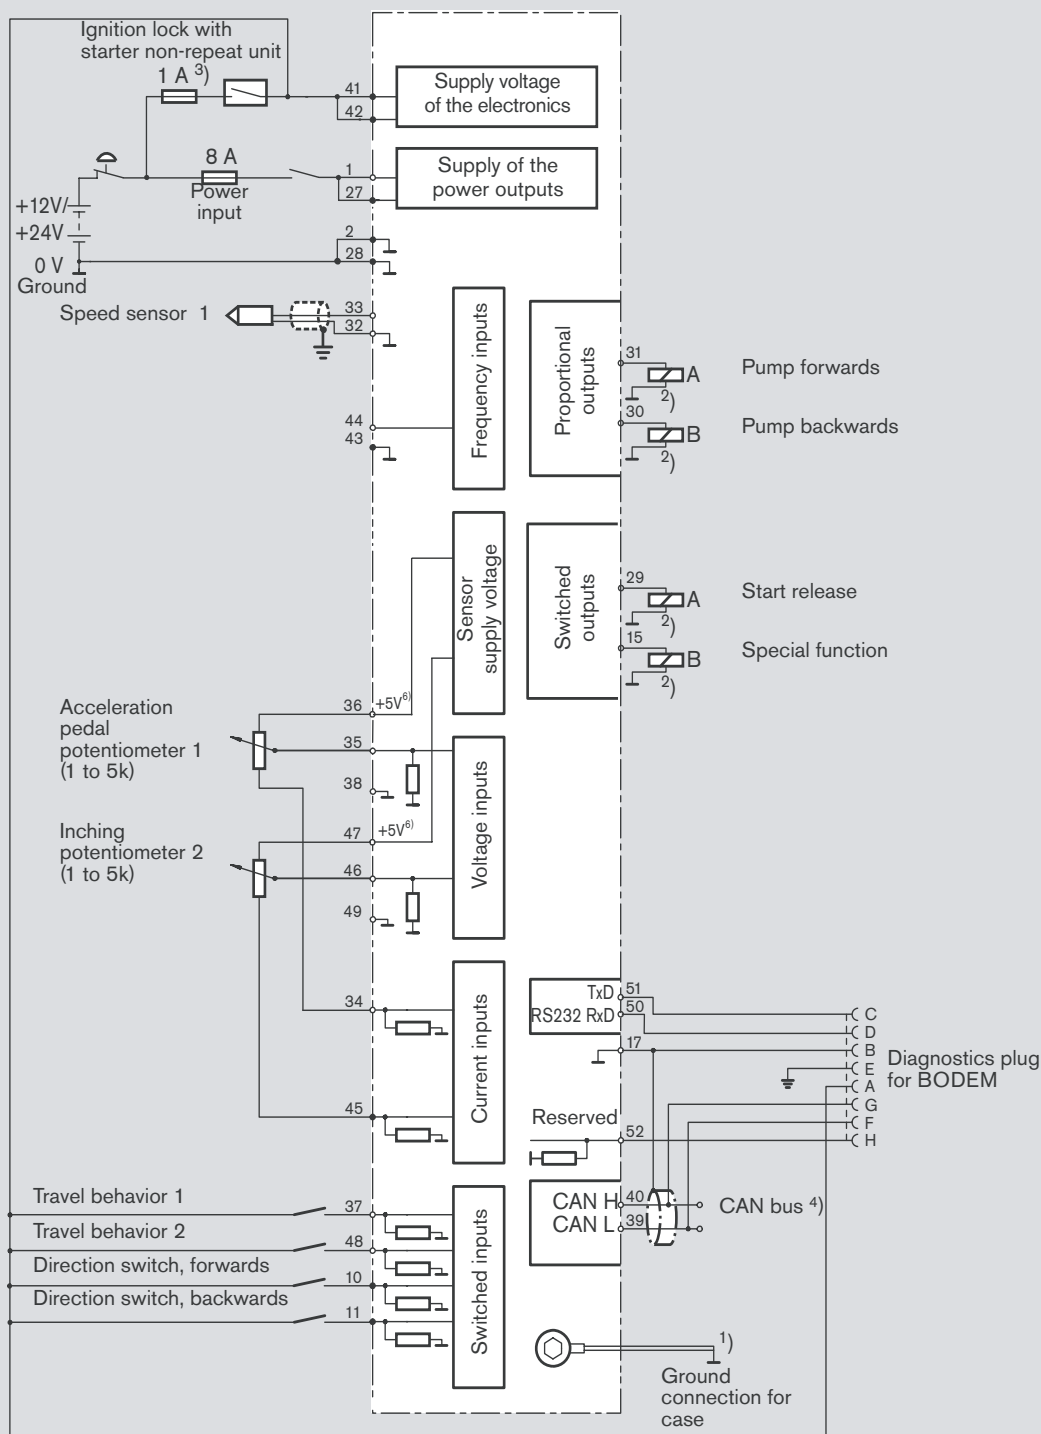 Ignition lock with
starter non-repeat unit
1 A 3)
41
42
Supply voltage
of the electronics
8 A
Power
input
1
27
Supply of the
power outputs
+12V/
+24V
0 V
Ground
2
28
Speed sensor 1
33
32
44
43
Frequency inputs
Proportional
outputs
31
A
2)
Pump forwards
30
B
2)
Pump backwards
Sensor
supply voltage
Switched
outputs
29
A
2)
Start release
15
B
2)
Special function
Acceleration
pedal
potentiometer 1
(1 to 5k)
36
+5V6)
35
38
Inching
potentiometer 2
(1 to 5k)
47
+5V6)
46
49
Voltage inputs
34
45
Current inputs
TxD
51
RS232 RxD
50
17
Reserved
52
C
D
B
E
A
G
F
H
Diagnostics plug
for BODEM
CAN H
40
CAN L
39
CAN bus 4)
Travel behavior 1
37
Travel behavior 2
48
Direction switch, forwards
10
Direction switch, backwards
11
Switched inputs
1)
Ground
connection for
case